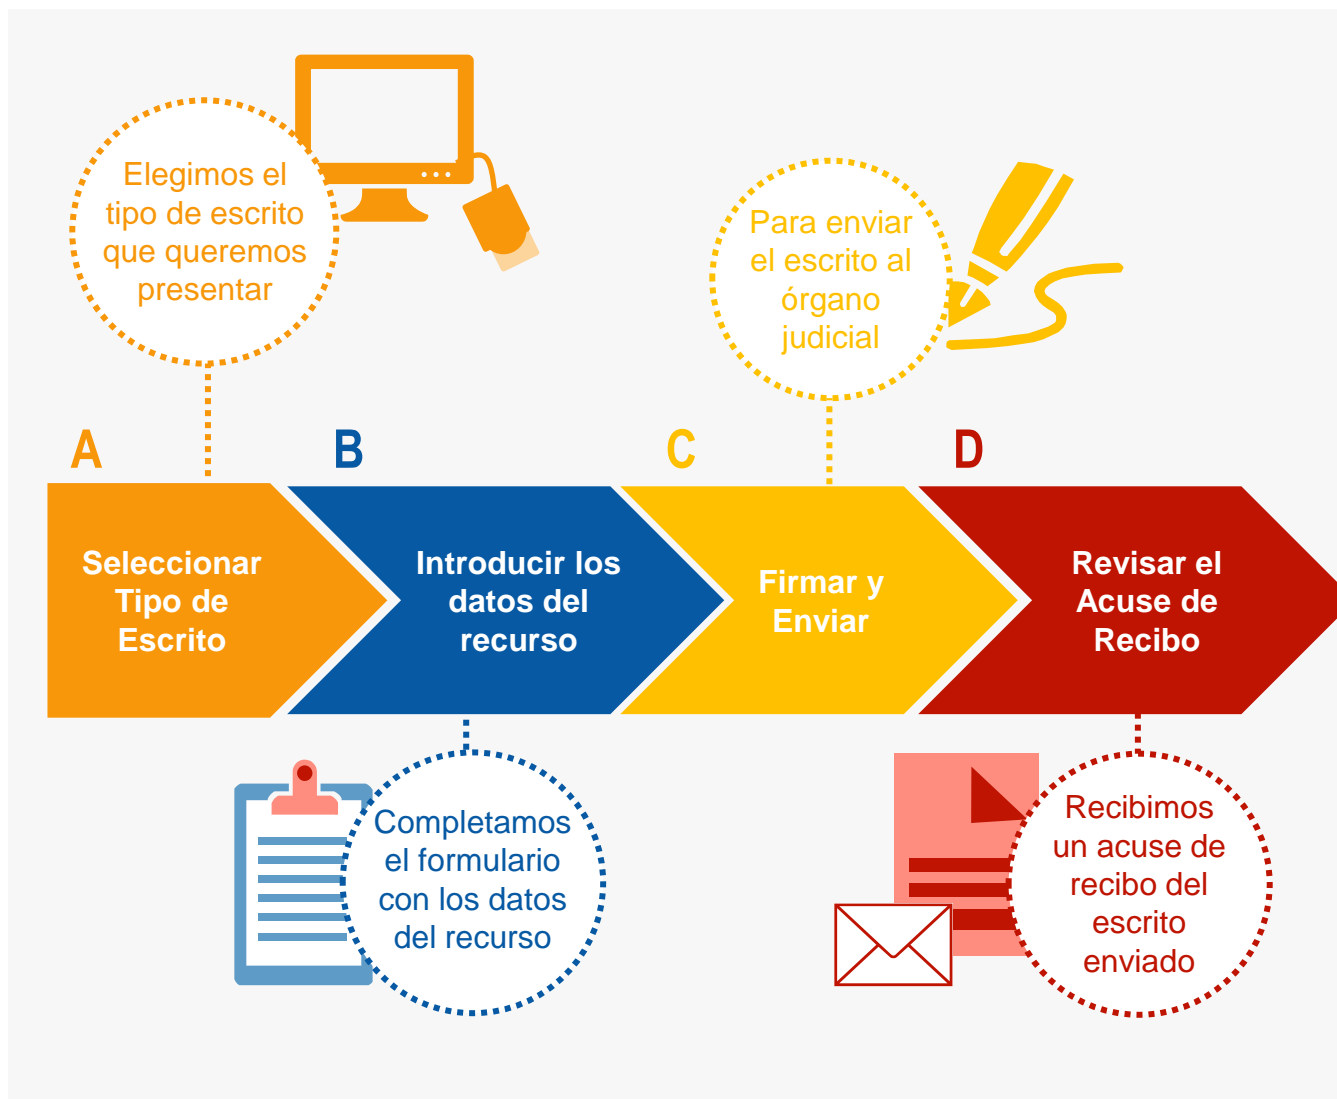 Elegimos el
tipo de escrito
que queremos
presentar
Para enviar
el escrito al
órgano
judicial
A
B
C
D
Seleccionar
Tipo de
Escrito
Introducir los
datos del
recurso
Firmar y
Enviar
Revisar el
Acuse de
Recibo
Completamos
el formulario
con los datos
del recurso
Recibimos
un acuse de
recibo del
escrito
enviado